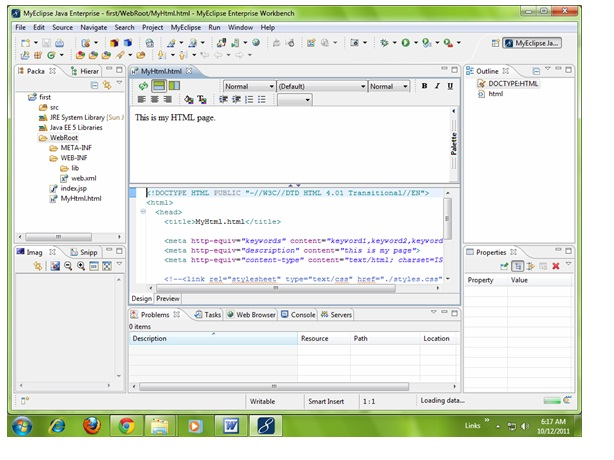 MyEclipse Java Enterprise - first/WebRoot/MyHtml.html - MyEclipse Enterprise Workbench
File Edit Source Navigate Search Project MyEclipse Run Window Help
MyEclipse Ja...
Packa Hierar
first
src
JRE System Library [Sun J
Java EE 5 Libraries
WebRoot
META-INF
WEB-INF
lib
web.xml
index.jsp
MyHtml.html
MyHtml.html
Normal (Default) Normal B I U
This is my HTML page.
Palette
<!DOCTYPE HTML PUBLIC "-//W3C//DTD HTML 4.01 Transitional//EN">
<html>
<head>
<title>MyHtml.html</title>
<meta http-equiv="keywords" content="keyword1,keyword2,keyword
<meta http-equiv="description" content="this is my page">
<meta http-equiv="content-type" content="text/html; charset=IS
<!--<link rel="stylesheet" type="text/css" href="./styles.css"
Design Preview
Outline
DOCTYPE:HTML
html
Imag Snipp
Properties
Property Value
Problems Tasks Web Browser Console Servers
0 items
Description Resource Path Location
Writable Smart Insert 1 : 1 Loading data...
Links
6:17 AM
10/12/2011